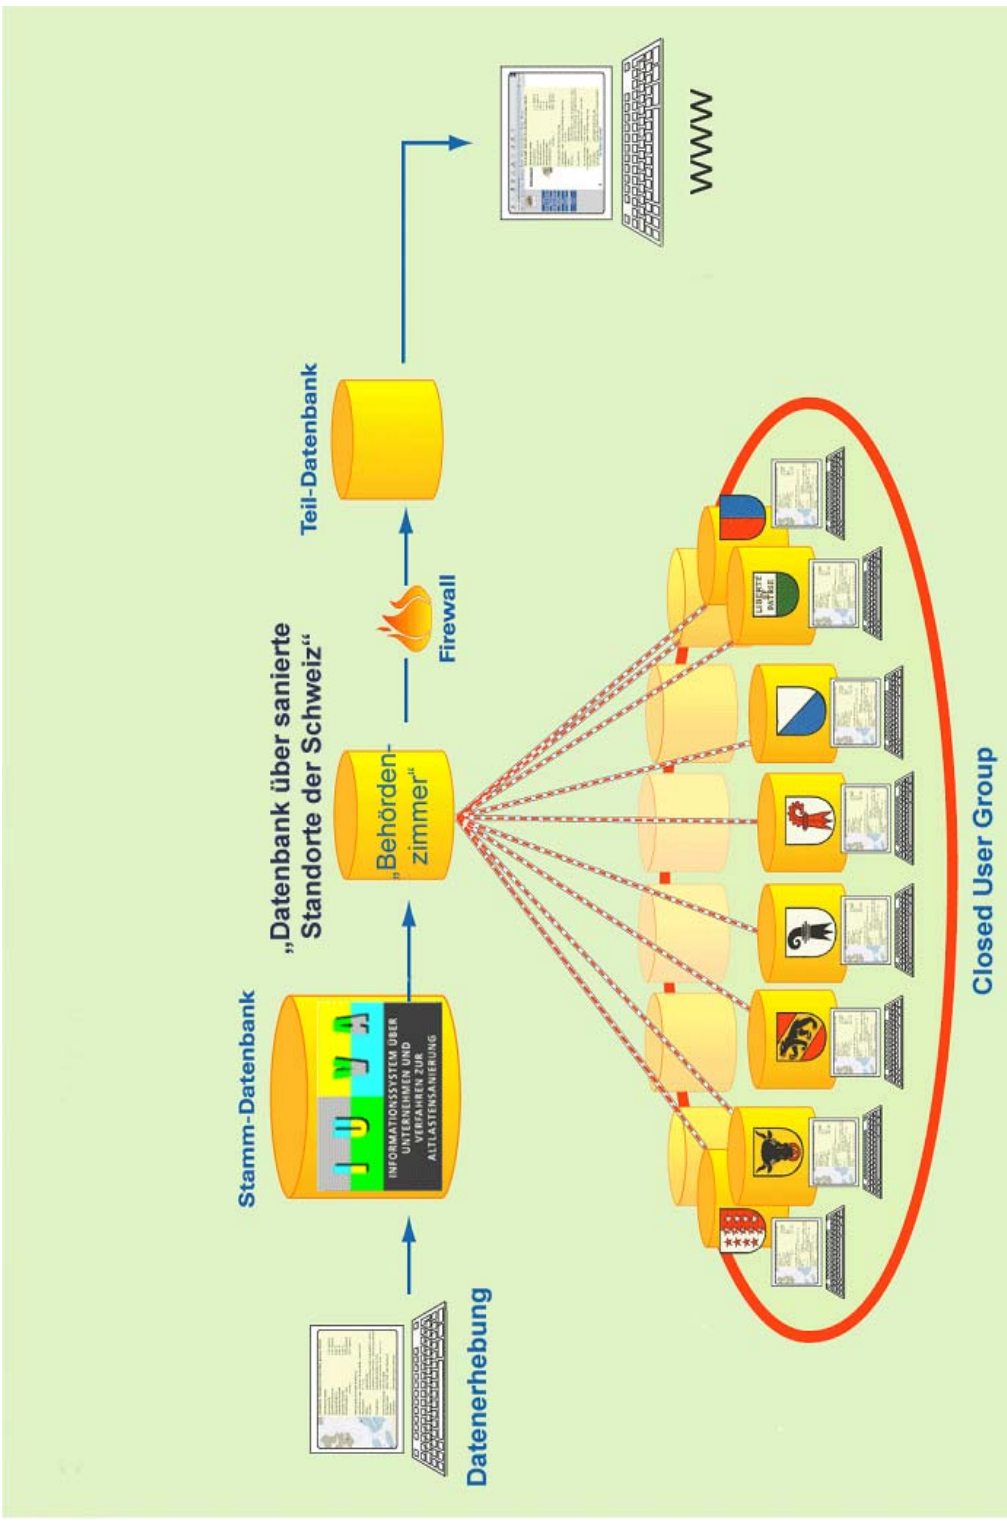 „Datenbank über sanierte
Standorte der Schweiz“
Stamm-Datenbank
Teil-Datenbank
I U V A
INFORMATIONSSYSTEM ÜBER
UNTERNEHMEN UND
VERFAHREN ZUR
ALTLASTENSANIERUNG
„Behörden-
zimmer“
Firewall
Datenerhebung
www
LIBERTE
ET
PATRIE
Closed User Group